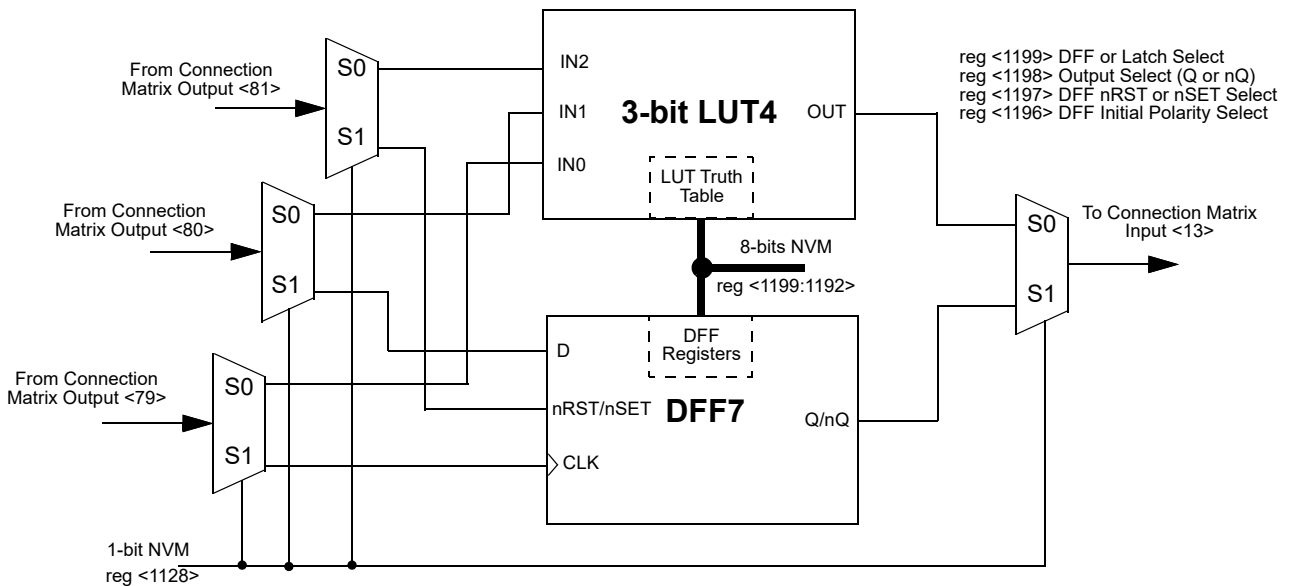 From Connection
Matrix Output <81>
S0
S1
IN2
IN1
IN0
3-bit LUT4
OUT
LUT Truth
Table
reg <1199> DFF or Latch Select
reg <1198> Output Select (Q or nQ)
reg <1197> DFF nRST or nSET Select
reg <1196> DFF Initial Polarity Select
From Connection
Matrix Output <80>
S0
S1
8-bits NVM
reg <1199:1192>
S0
S1
To Connection Matrix
Input <13>
From Connection
Matrix Output <79>
S0
S1
DFF
Registers
D
nRST/nSET
CLK
DFF7
Q/nQ
1-bit NVM
reg <1128>